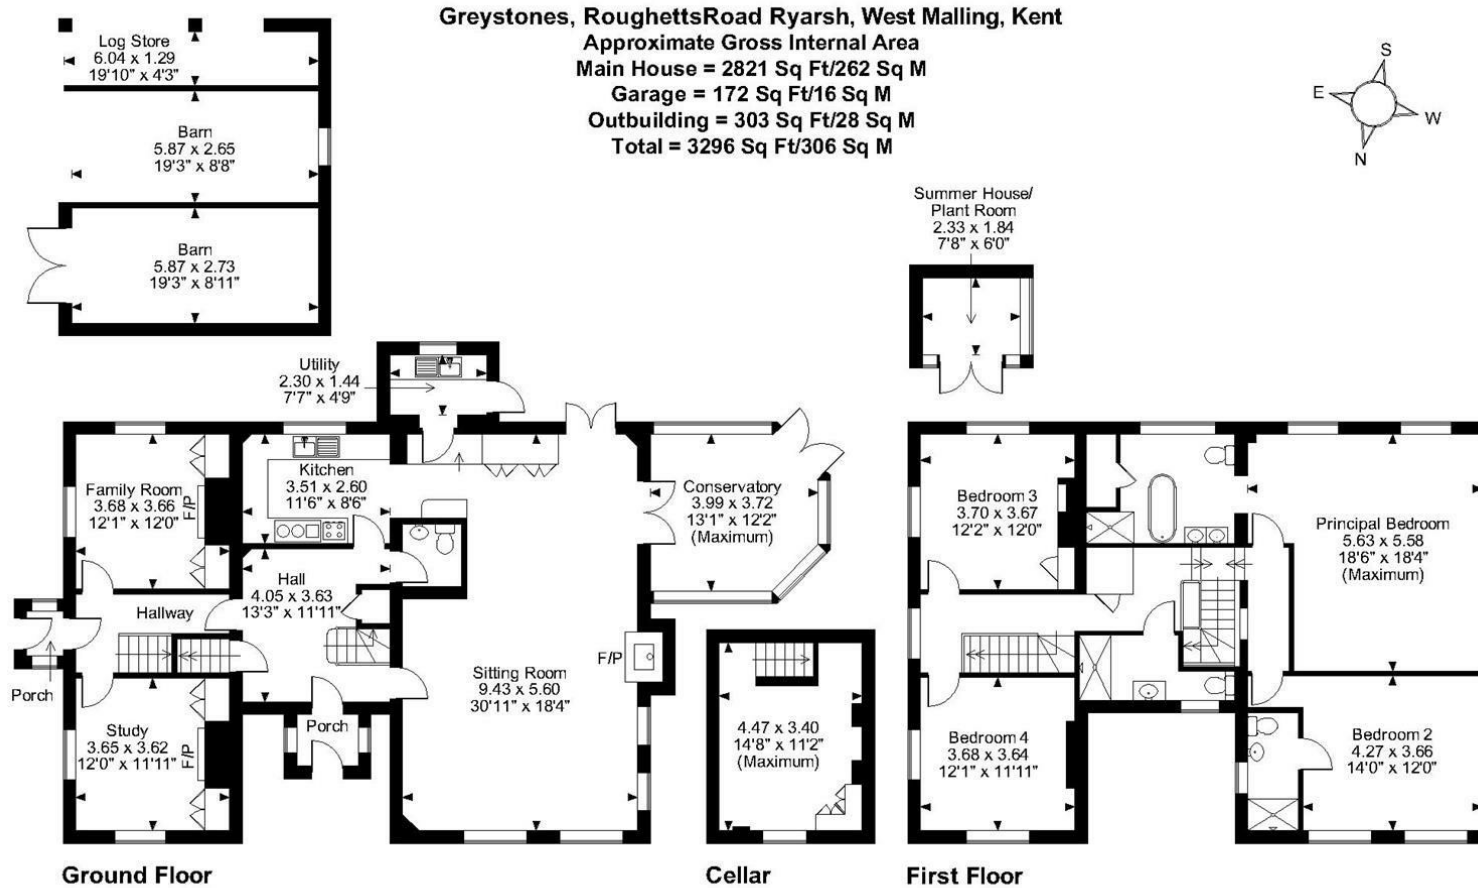 Greystones, RoughettsRoad Ryarsh, West Malling, Kent
Approximate Gross Internal Area
Main House = 2821 Sq Ft/262 Sq M
Garage = 172 Sq Ft/16 Sq M
Outbuilding = 303 Sq Ft/28 Sq M
Total = 3296 Sq Ft/306 Sq M
S
E
W
N
Log Store
6.04 x 1.29
19'10" x 4'3"
Barn
5.87 x 2.65
19'3" x 8'8"
Barn
5.87 x 2.73
19'3" x 8'11"
Summer House/
Plant Room
2.33 x 1.84
7'8" x 6'0"
Utility
2.30 x 1.44
7'7" x 4'9"
Family Room
3.68 x 3.66
12'1" x 12'0"
F/P
Kitchen
3.51 x 2.60
11'6" x 8'6"
Conservatory
3.99 x 3.72
13'1" x 12'2"
(Maximum)
Hall
4.05 x 3.63
13'3" x 11'11"
Hallway
Porch
Sitting Room
9.43 x 5.60
30'11" x 18'4"
F/P
Study
3.65 x 3.62
12'0" x 11'11"
F/P
Porch
4.47 x 3.40
14'8" x 11'2"
(Maximum)
Bedroom 3
3.70 x 3.67
12'2" x 12'0"
Principal Bedroom
5.63 x 5.58
18'6" x 18'4"
(Maximum)
Bedroom 4
3.68 x 3.64
12'1" x 11'11"
Bedroom 2
4.27 x 3.66
14'0" x 12'0"
Ground Floor
Cellar
First Floor